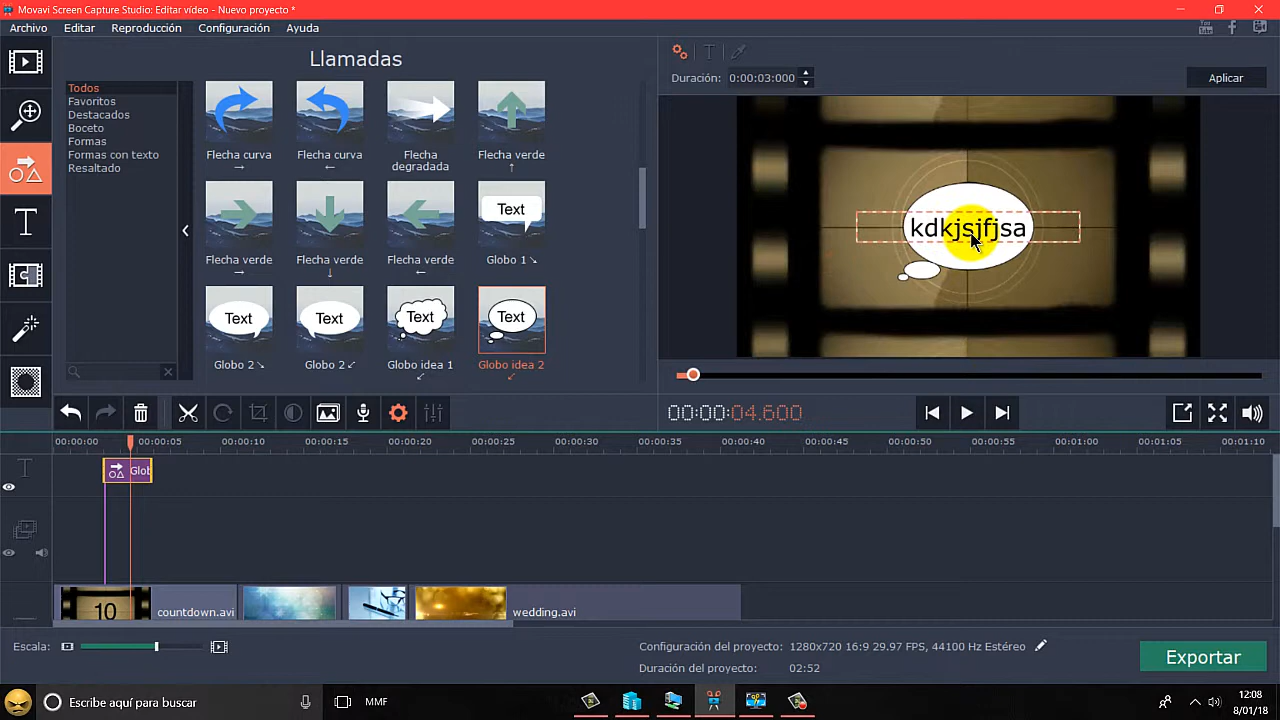 Movavi Screen Capture Studio: Editar vídeo - Nuevo proyecto *
Archivo Editar Reproducción Configuración Ayuda
Llamadas
Todos
Favoritos
Destacados
Boceto
Formas
Formas con texto
Resaltado
Flecha curva → Flecha curva ← Flecha degradada Flecha verde ↑
Text
Flecha verde → Flecha verde ↓ Flecha verde ← Globo 1↘
Text Text Text Text
Globo 2↘ Globo 2↙ Globo idea 1 ↙ Globo idea 2 ↙
Duración: 0:00:03:000 Aplicar
kdkjsjfjsa
00:00:04.600
00:00:00 00:00:05 00:00:10 00:00:15 00:00:20 00:00:25 00:00:30 00:00:35 00:00:40 00:00:45 00:00:50 00:00:55 00:01:00 00:01:05 00:01:10
T Glob
10 countdown.avi wedding.avi
Escala:
Configuración del proyecto: 1280x720 16:9 29.97 FPS, 44100 Hz Estéreo
Duración del proyecto: 02:52
Exportar
Escribe aquí para buscar MMF
12:08
8/01/18